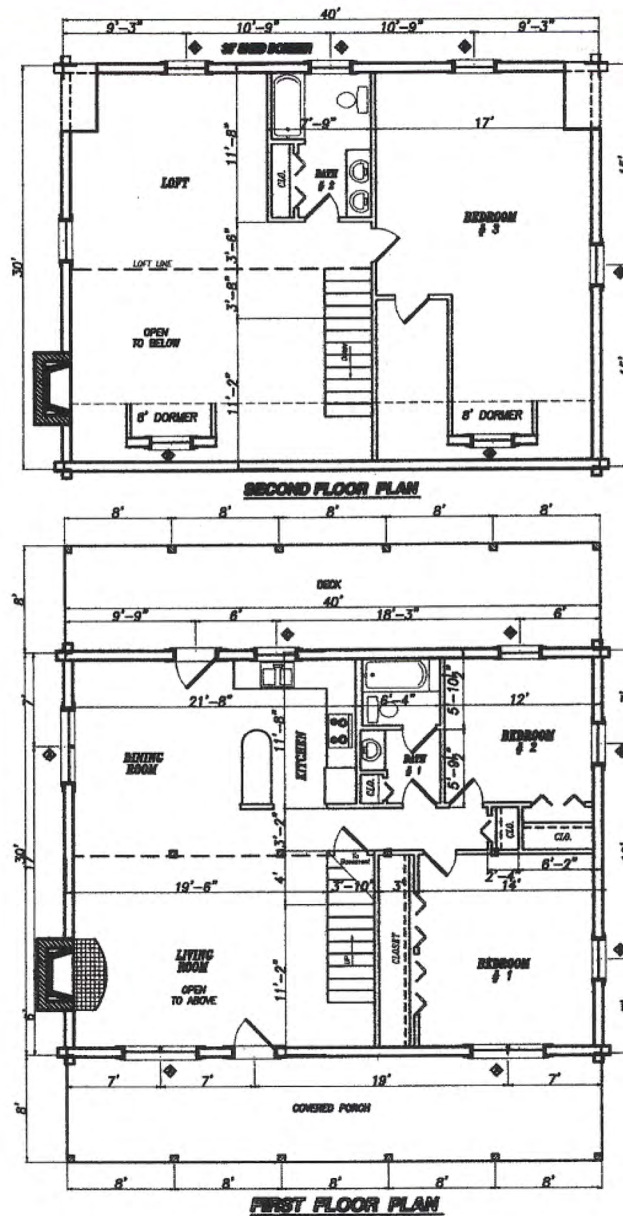 40'
9'-3" 10'-9" 10'-9" 9'-3"
SHED DORMER
7'-9" 17'
11'-8"
CLO.
BATH
# 2
LOFT
BEDROOM
# 3
30'
LOFT LINE
3'-6"
3'-8"
OPEN
TO BELOW
DOWN
11'-2"
8' DORMER
8' DORMER
SECOND FLOOR PLAN
8' 8' 8' 8' 8'
8'
DECK
40'
9'-9" 6' 18'-3" 6'
7'
21'-8" 6'-4" 12'
5'-10½"
11'-8"
KITCHEN
DINING
ROOM
BEDROOM
# 2
BATH
# 1
5'-9½"
CLO.
CLO.
CLO.
3'-2"
To
Basement
30'
17'
4'
6'-2"
2'-4"
19'-6" 3'-10" 3' 14'
CLOSET
UP
LIVING
ROOM
OPEN
TO ABOVE
BEDROOM
# 1
11'-2"
6'
7' 7' 19' 7'
8'
COVERED PORCH
8' 8' 8' 8' 8'
FIRST FLOOR PLAN